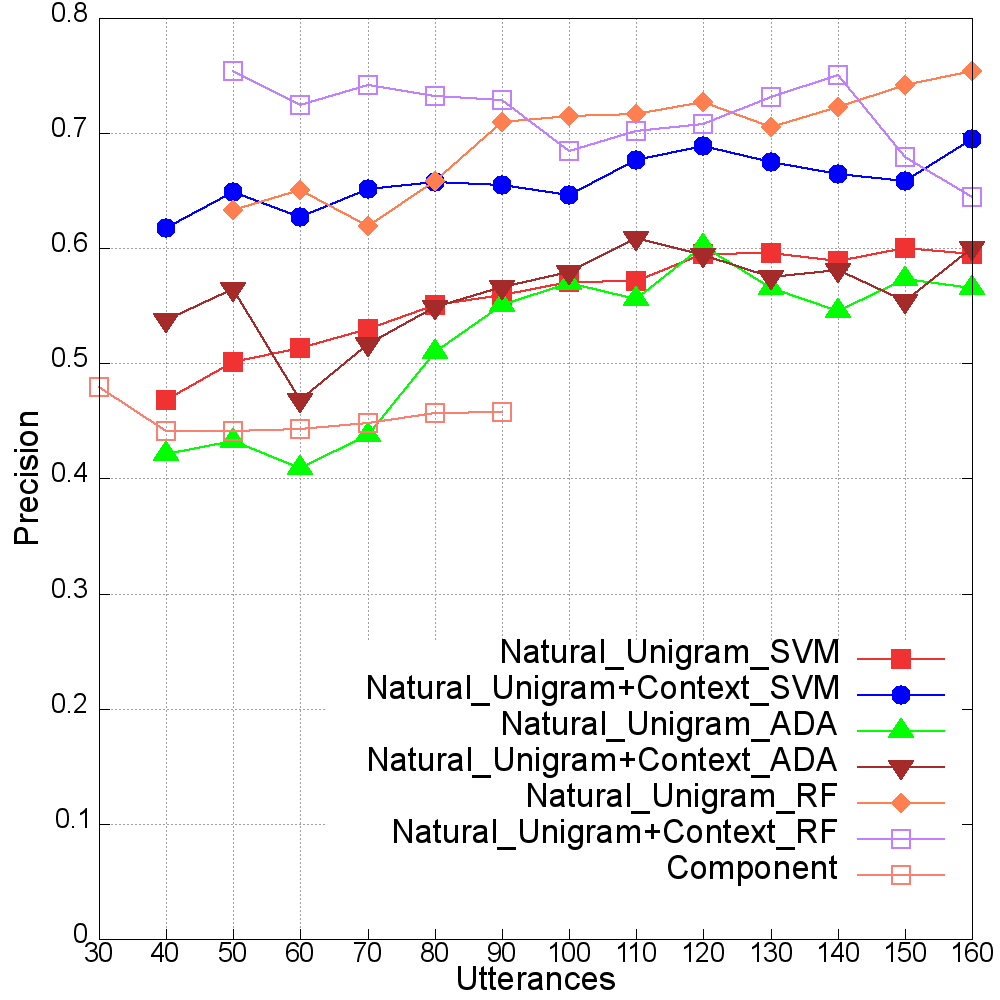 0.8
0.7
0.6
0.5
0.4
0.3
0.2
0.1
0
Precision
Natural_Unigram_SVM
Natural_Unigram+Context_SVM
Natural_Unigram_ADA
Natural_Unigram+Context_ADA
Natural_Unigram_RF
Natural_Unigram+Context_RF
Component
30 40 50 60 70 80 90 100 110 120 130 140 150 160
Utterances